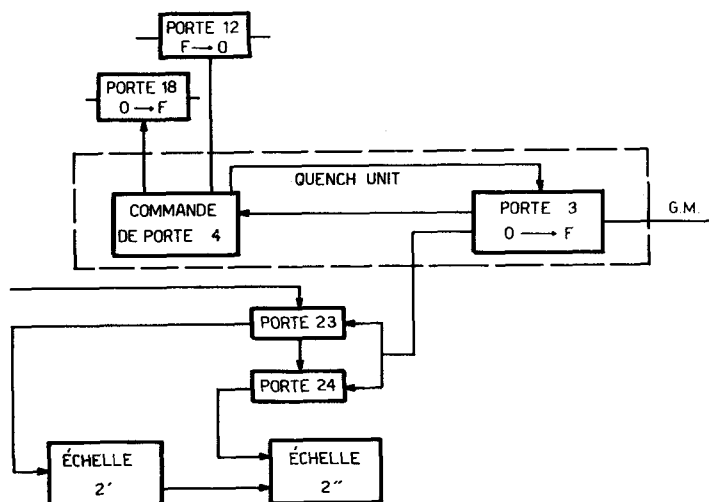 PORTE 12
F → O
PORTE 18
O → F
QUENCH UNIT
COMMANDE
DE PORTE 4
PORTE 3
O → F
G.M.
PORTE 23
PORTE 24
ÉCHELLE
2′
ÉCHELLE
2″